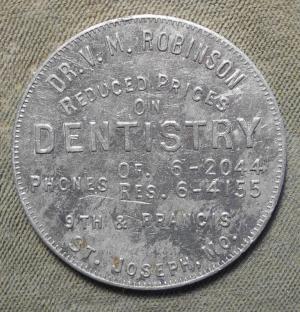 DR. V. M. ROBINSON
REDUCED PRICES
ON
DENTISTRY
PHONES OF. 6-2044
RES. 6-4155
9TH & FRANCIS
ST. JOSEPH, MO.